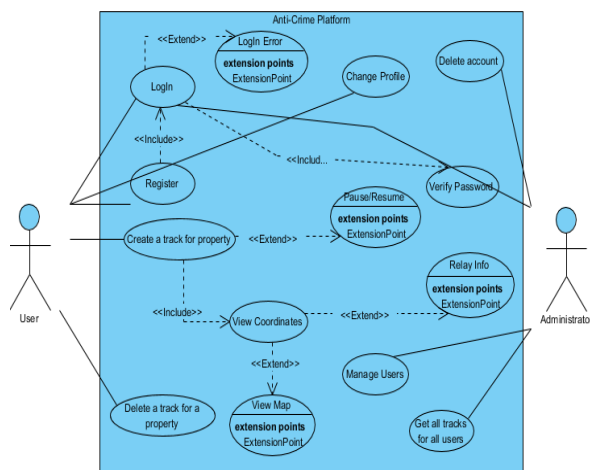 Anti-Crime Platform
<<Extend>>
LogIn Error
extension points
ExtensionPoint
Delete account
LogIn
Change Profile
<<Include>>
<<Includ...
Register
Verify Password
Pause/Resume
extension points
ExtensionPoint
Create a track for property
<<Extend>>
Relay Info
extension points
ExtensionPoint
User
Administrato
<<Include>>
View Coordinates
<<Extend>>
<<Extend>>
Manage Users
Delete a track for a
property
View Map
extension points
ExtensionPoint
Get all tracks
for all users